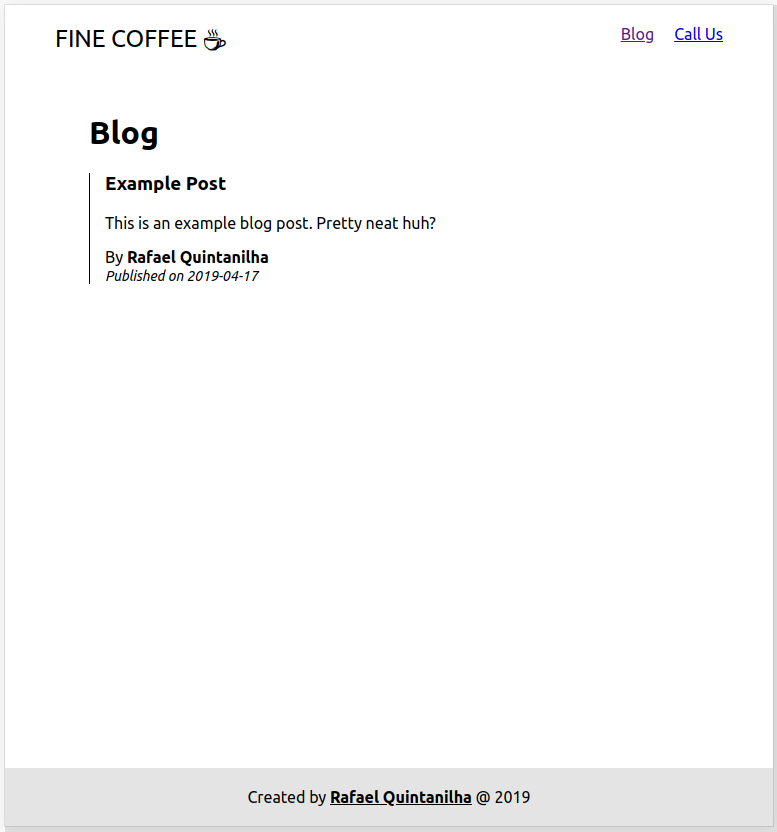 FINE COFFEE ☕
Blog Call Us
Blog
Example Post
This is an example blog post. Pretty neat huh?
By Rafael Quintanilha
Published on 2019-04-17
Created by Rafael Quintanilha @ 2019